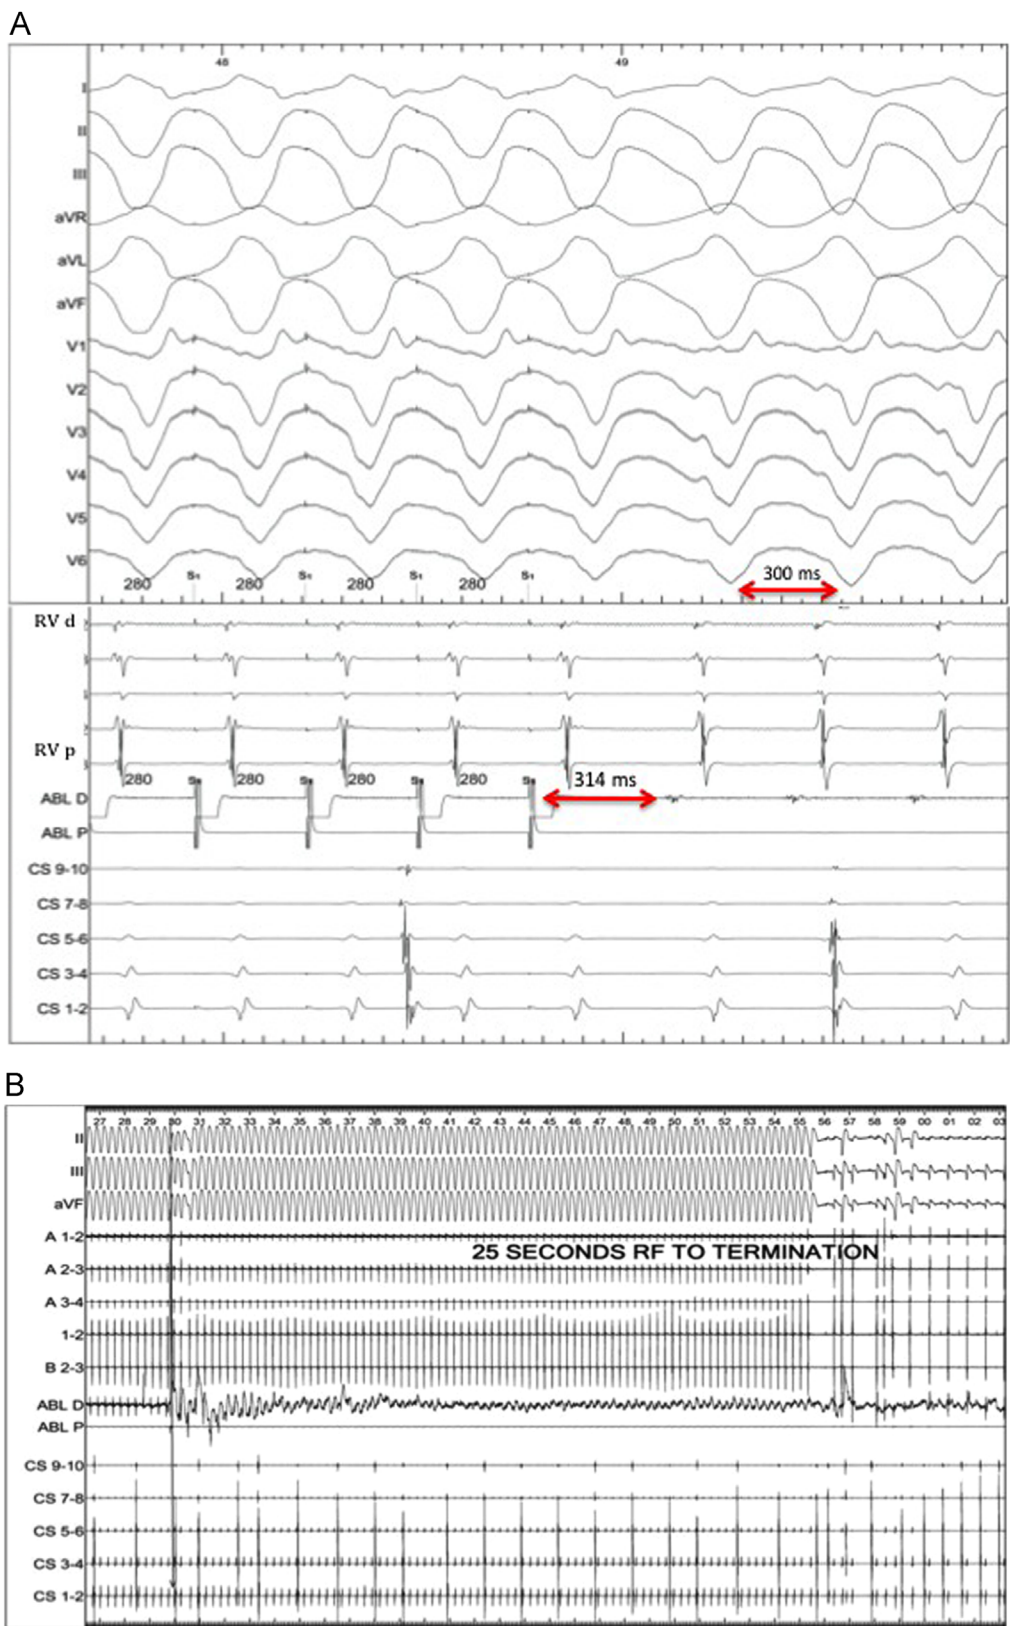 A
48 49
I
II
III
aVR
aVL
aVF
V1
V2
V3
V4
V5
V6
300 ms
280 S1 280 S1 280 S1 280 S1
RV d
RV p
314 ms
280 280 280 280
ABL D
ABL P
CS 9-10
CS 7-8
CS 5-6
CS 3-4
CS 1-2
B
27 28 29 30 31 32 33 34 35 36 37 38 39 40 41 42 43 44 45 46 47 48 49 50 51 52 53 54 55 56 57 58 59 00 01 02 03
II
III
aVF
A 1-2
25 SECONDS RF TO TERMINATION
A 2-3
A 3-4
1-2
B 2-3
ABL D
ABL P
CS 9-10
CS 7-8
CS 5-6
CS 3-4
CS 1-2